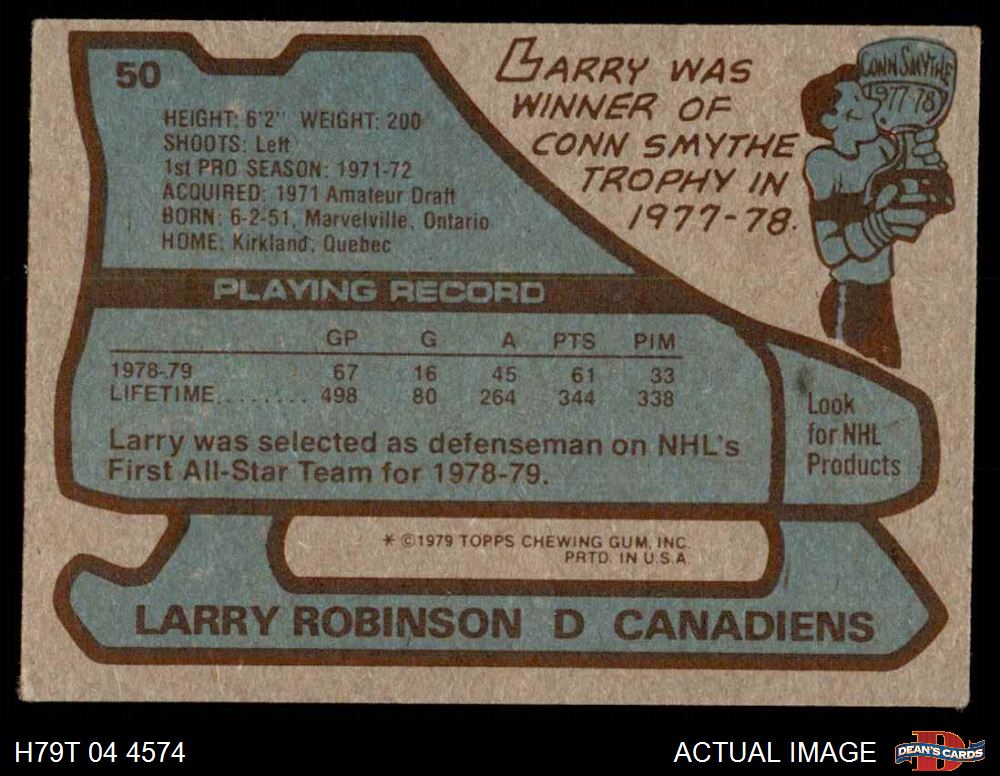 50
HEIGHT: 6'2" WEIGHT: 200
SHOOTS: Left
1st PRO SEASON: 1971-72
ACQUIRED: 1971 Amateur Draft
BORN: 6-2-51, Marvelville, Ontario
HOME: Kirkland, Quebec
LARRY WAS
WINNER OF
CONN SMYTHE
TROPHY IN
1977-78.
CONN SMYTHE
1977-78
PLAYING RECORD
GP G A PTS PIM
1978-79 67 16 45 61 33
LIFETIME........ 498 80 264 344 338
Larry was selected as defenseman on NHL's
First All-Star Team for 1978-79.
Look
for NHL
Products
* ©1979 TOPPS CHEWING GUM, INC.
PRTD. IN U.S.A.
LARRY ROBINSON D CANADIENS
H79T 04 4574
ACTUAL IMAGE
D
DEAN'S CARDS